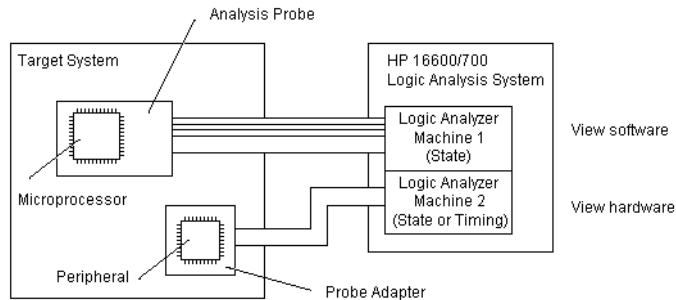 Analysis Probe
Target System
HP 16600/700
Logic Analysis System
Logic Analyzer
Machine 1
(State)
View software
Microprocessor
Logic Analyzer
Machine 2
(State or Timing)
View hardware
Peripheral
Probe Adapter